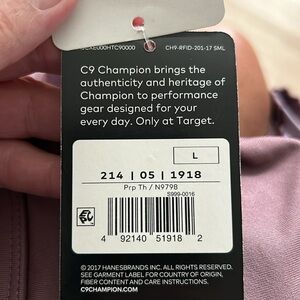 CH9-RFID-201-17 SML
C9 Champion brings the
authenticity and heritage of
Champion to performance
gear designed for your
every day. Only at Target.
L
214 | 05 | 1918
Prp Th / N9798
S999-0016
4 92140 51918 2
© 2017 HANESBRANDS INC. ALL RIGHTS RESERVED.
SEE GARMENT LABEL FOR COUNTRY OF ORIGIN,
FIBER CONTENT AND CARE INSTRUCTIONS.
C9CHAMPION.COM